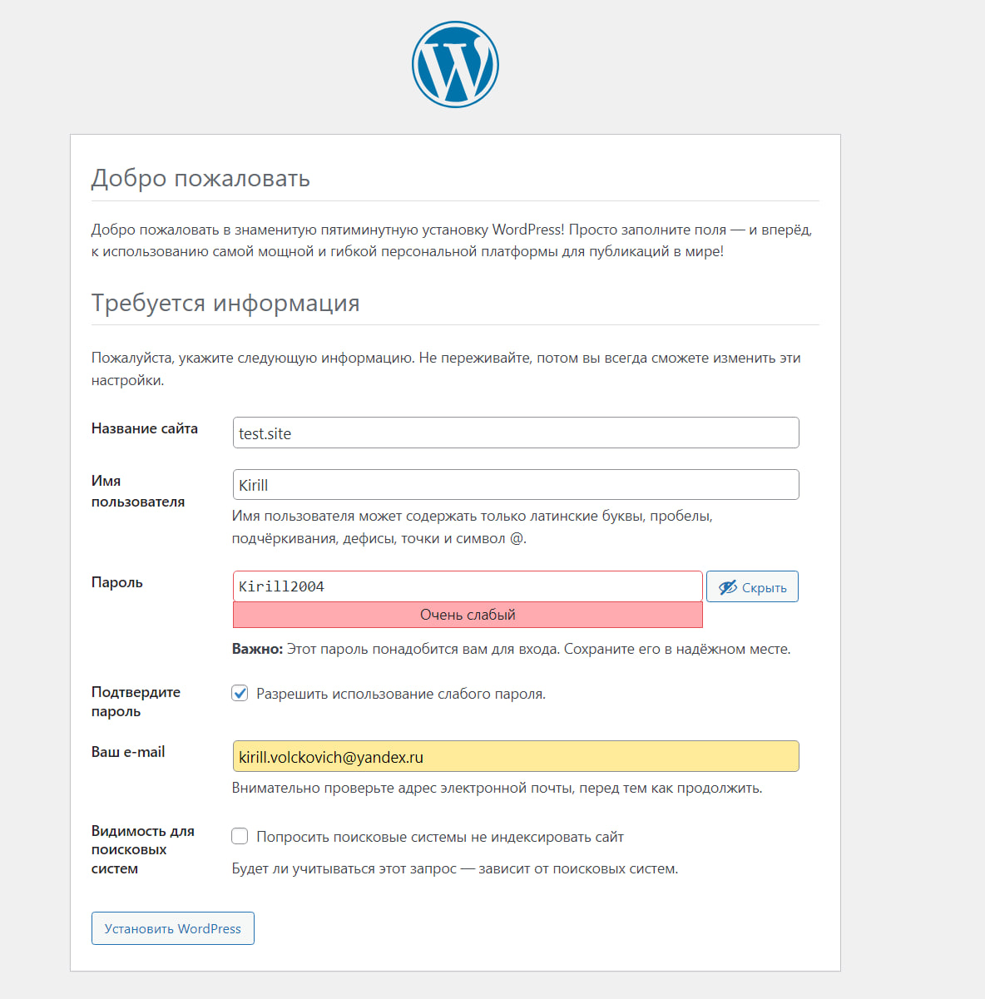 Добро пожаловать
Добро пожаловать в знаменитую пятиминутную установку WordPress! Просто заполните поля — и вперёд,
к использованию самой мощной и гибкой персональной платформы для публикаций в мире!
Требуется информация
Пожалуйста, укажите следующую информацию. Не переживайте, потом вы всегда сможете изменить эти
настройки.
Название сайта
test.site
Имя
пользователя
Kirill
Имя пользователя может содержать только латинские буквы, пробелы,
подчёркивания, дефисы, точки и символ @.
Пароль
Kirill2004
Скрыть
Очень слабый
Важно: Этот пароль понадобится вам для входа. Сохраните его в надёжном месте.
Подтвердите
пароль
Разрешить использование слабого пароля.
Ваш e-mail
kirill.volckovich@yandex.ru
Внимательно проверьте адрес электронной почты, перед тем как продолжить.
Видимость для
поисковых
систем
Попросить поисковые системы не индексировать сайт
Будет ли учитываться этот запрос — зависит от поисковых систем.
Установить WordPress